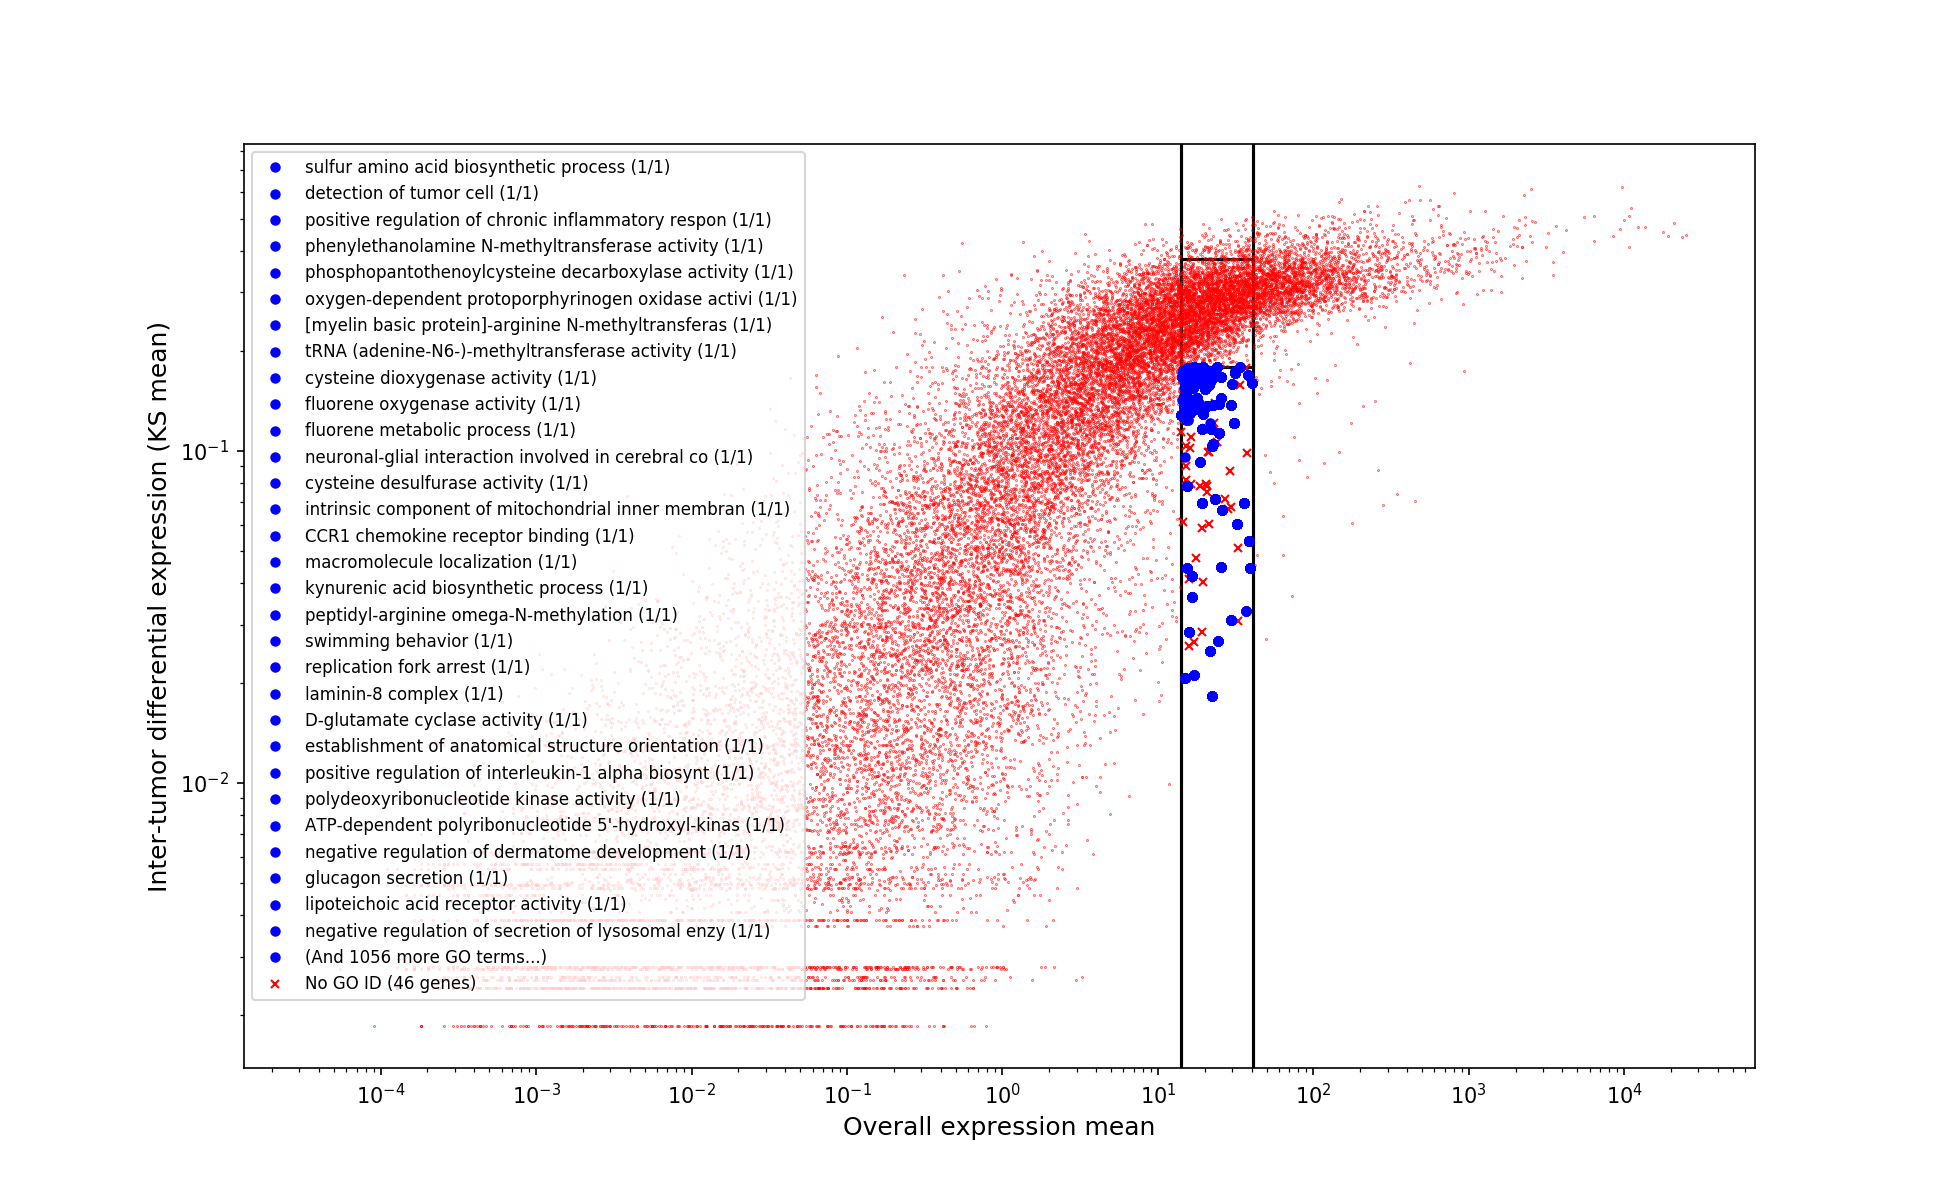 sulfur amino acid biosynthetic process (1/1)
detection of tumor cell (1/1)
positive regulation of chronic inflammatory respon (1/1)
phenylethanolamine N-methyltransferase activity (1/1)
phosphopantothenoylcysteine decarboxylase activity (1/1)
oxygen-dependent protoporphyrinogen oxidase activi (1/1)
[myelin basic protein]-arginine N-methyltransferas (1/1)
tRNA (adenine-N6-)-methyltransferase activity (1/1)
cysteine dioxygenase activity (1/1)
fluorene oxygenase activity (1/1)
fluorene metabolic process (1/1)
neuronal-glial interaction involved in cerebral co (1/1)
cysteine desulfurase activity (1/1)
intrinsic component of mitochondrial inner membran (1/1)
CCR1 chemokine receptor binding (1/1)
macromolecule localization (1/1)
kynurenic acid biosynthetic process (1/1)
peptidyl-arginine omega-N-methylation (1/1)
swimming behavior (1/1)
replication fork arrest (1/1)
laminin-8 complex (1/1)
D-glutamate cyclase activity (1/1)
establishment of anatomical structure orientation (1/1)
positive regulation of interleukin-1 alpha biosynt (1/1)
polydeoxyribonucleotide kinase activity (1/1)
ATP-dependent polyribonucleotide 5'-hydroxyl-kinas (1/1)
negative regulation of dermatome development (1/1)
glucagon secretion (1/1)
lipoteichoic acid receptor activity (1/1)
negative regulation of secretion of lysosomal enzy (1/1)
(And 1056 more GO terms...)
No GO ID (46 genes)
Inter-tumor differential expression (KS mean)
10⁻¹
10⁻²
10⁻⁴ 10⁻³ 10⁻² 10⁻¹ 10⁰ 10¹ 10² 10³ 10⁴
Overall expression mean